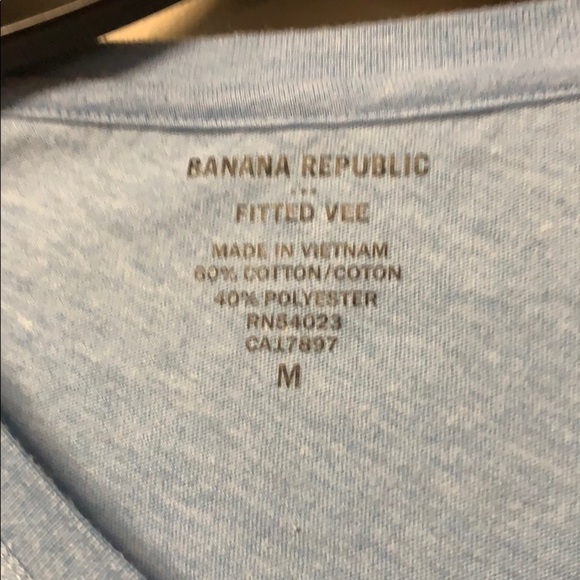 BANANA REPUBLIC
FITTED VEE
MADE IN VIETNAM
60% COTTON/COTON
40% POLYESTER
RN54023
CA17897
M